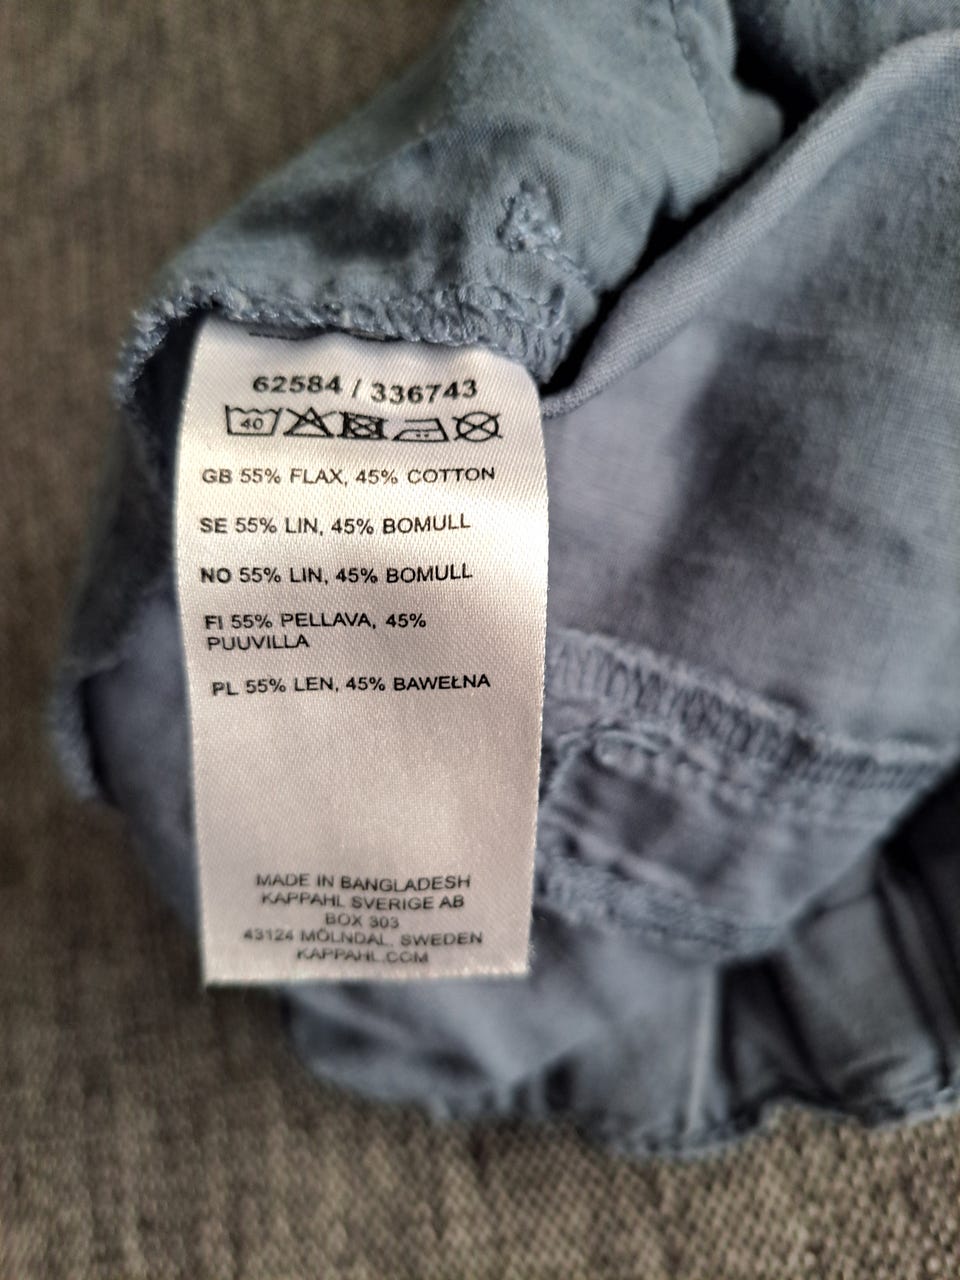 62584 / 336743
40
GB 55% FLAX, 45% COTTON
SE 55% LIN, 45% BOMULL
NO 55% LIN, 45% BOMULL
FI 55% PELLAVA, 45%
PUUVILLA
PL 55% LEN, 45% BAWEŁNA
MADE IN BANGLADESH
KAPPAHL SVERIGE AB
BOX 303
43124 MÖLNDAL, SWEDEN
KAPPAHL.COM